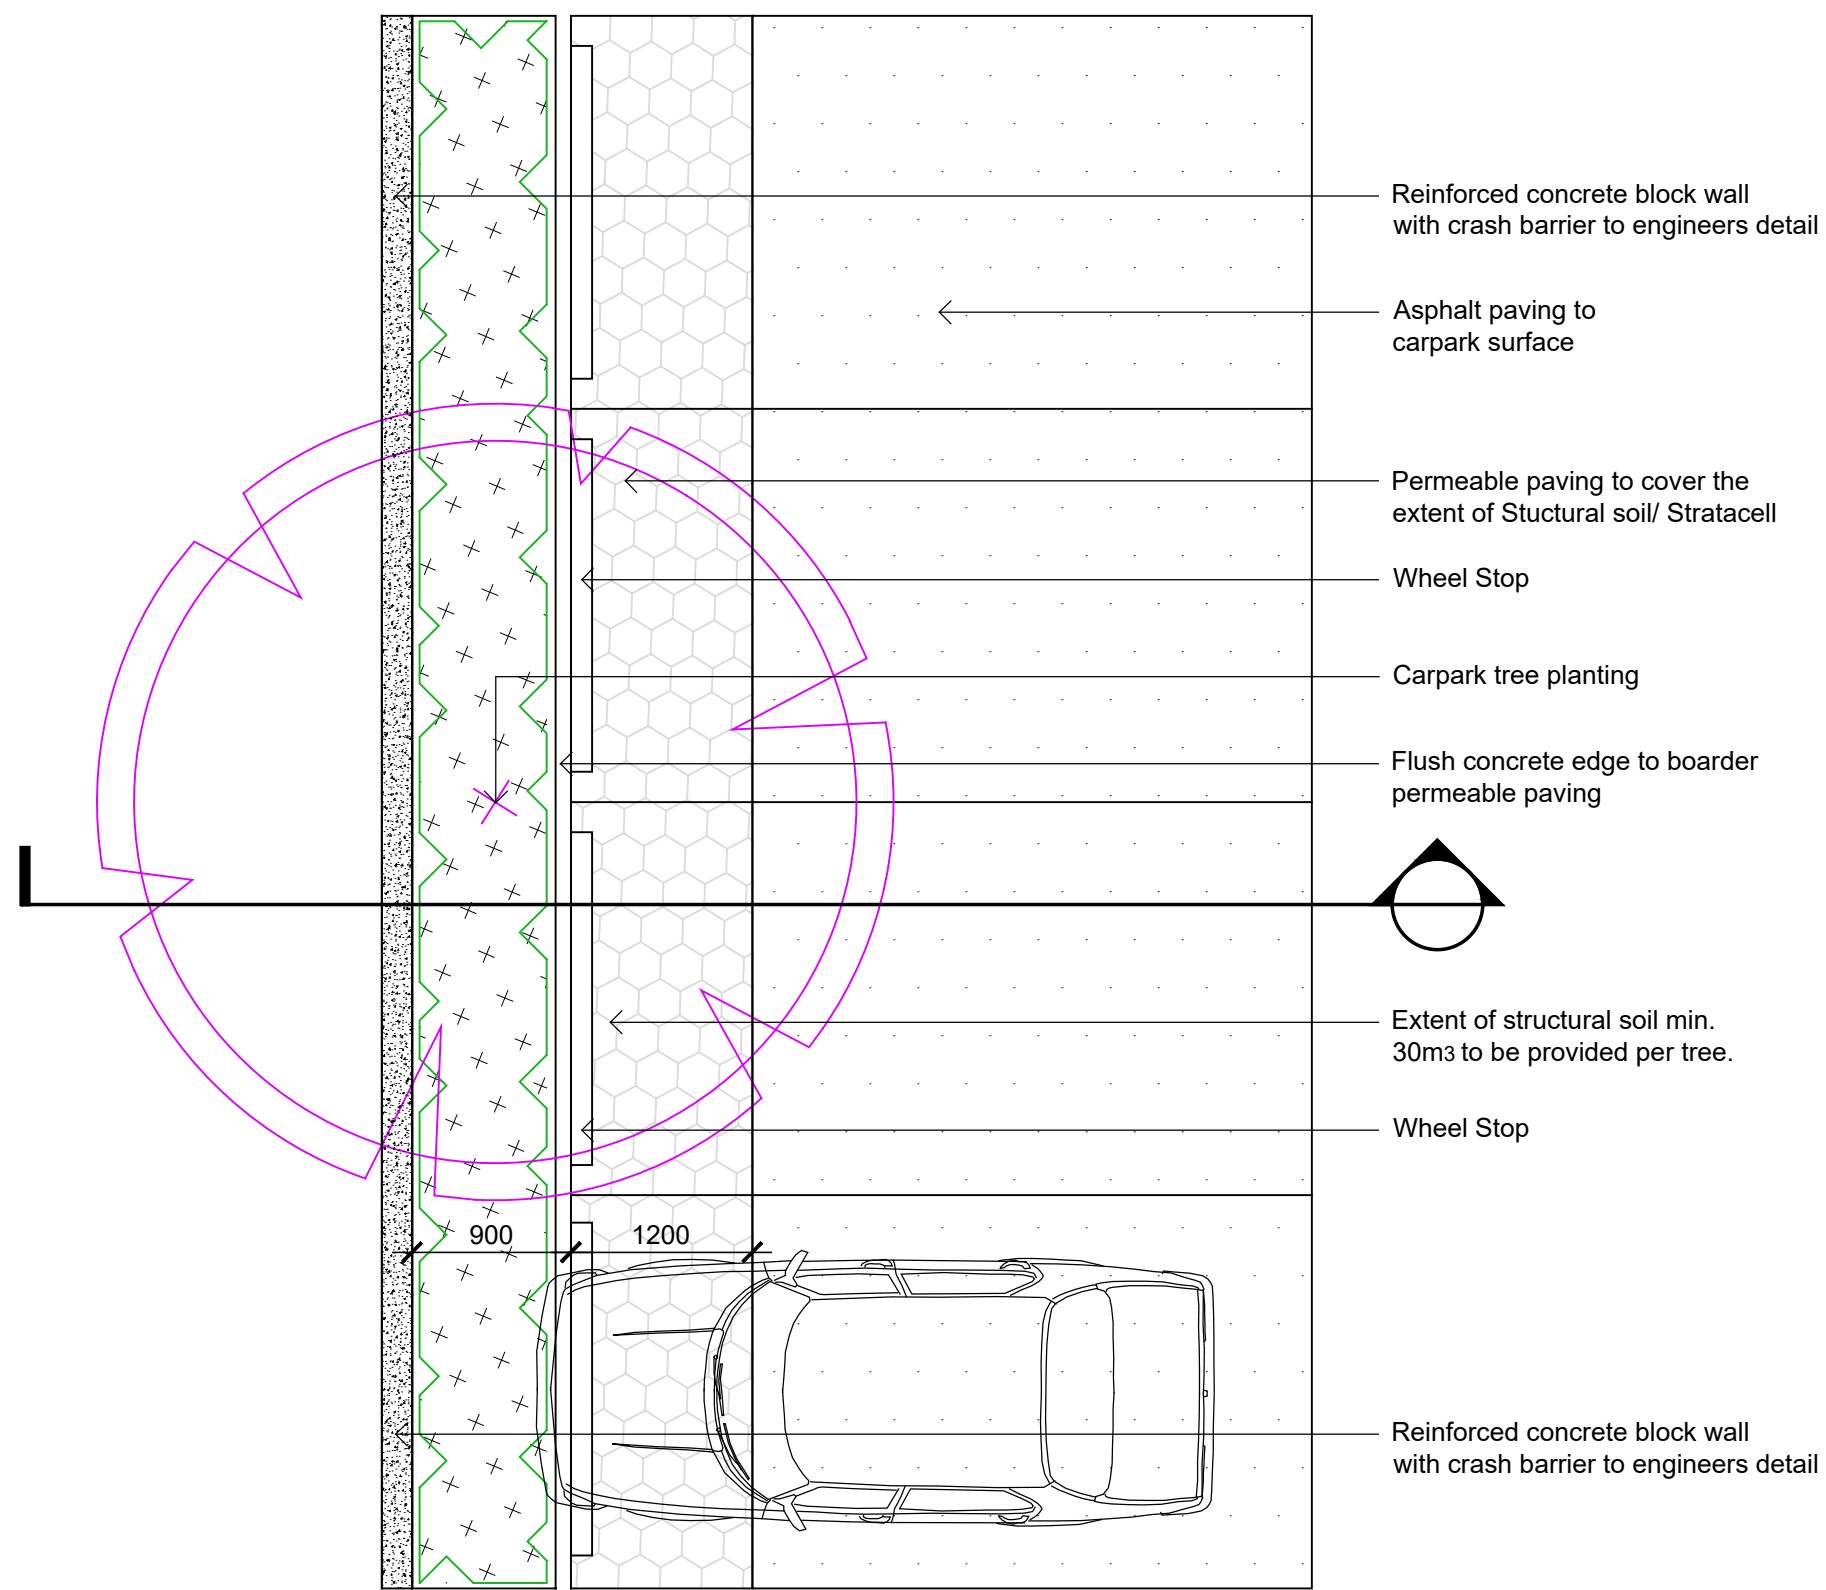 Reinforced concrete block wall
with crash barrier to engineers detail
Asphalt paving to
carpark surface
Permeable paving to cover the
extent of Stuctural soil/ Stratacell
Wheel Stop
Carpark tree planting
Flush concrete edge to boarder
permeable paving
Extent of structural soil min.
30m3 to be provided per tree.
Wheel Stop
900
1200
Reinforced concrete block wall
with crash barrier to engineers detail